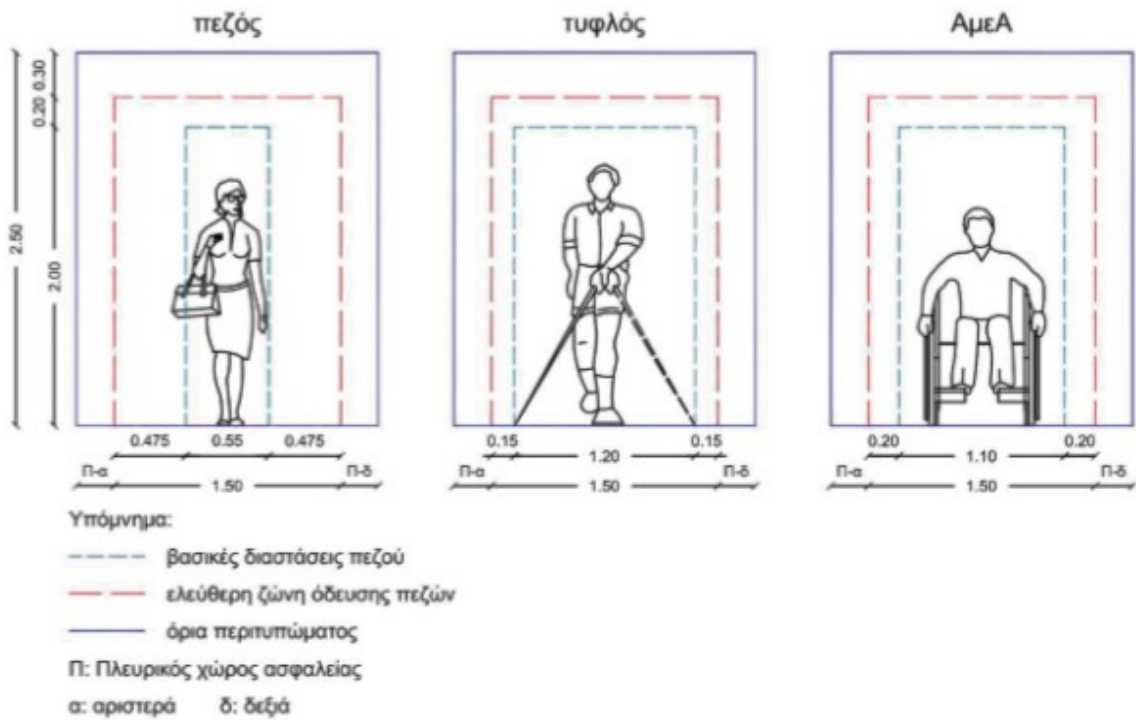 πεζός τυφλός ΑμεΑ
0.30
0.20
2.50
2.00
0.475 0.55 0.475 0.15 0.15 0.20 0.20
1.20 1.10
Π-α Π-δ Π-α Π-δ Π-α Π-δ
1.50 1.50 1.50
Υπόμνημα:
βασικές διαστάσεις πεζού
ελεύθερη ζώνη όδευσης πεζών
όρια περιτυπώματος
Π: Πλευρικός χώρος ασφαλείας
α: αριστερά δ: δεξιά